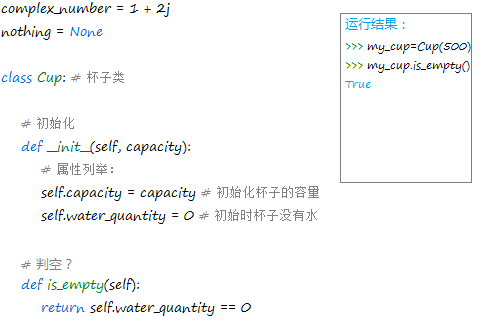 complex_number = 1 + 2j
nothing = None
class Cup: # 杯子类
# 初始化
def __init__(self, capacity):
# 属性列举：
self.capacity = capacity # 初始化杯子的容量
self.water_quantity = 0 # 初始时杯子没有水
# 判空？
def is_empty(self):
return self.water_quantity == 0
运行结果：
>>> my_cup=Cup(500)
>>> my_cup.is_empty()
True